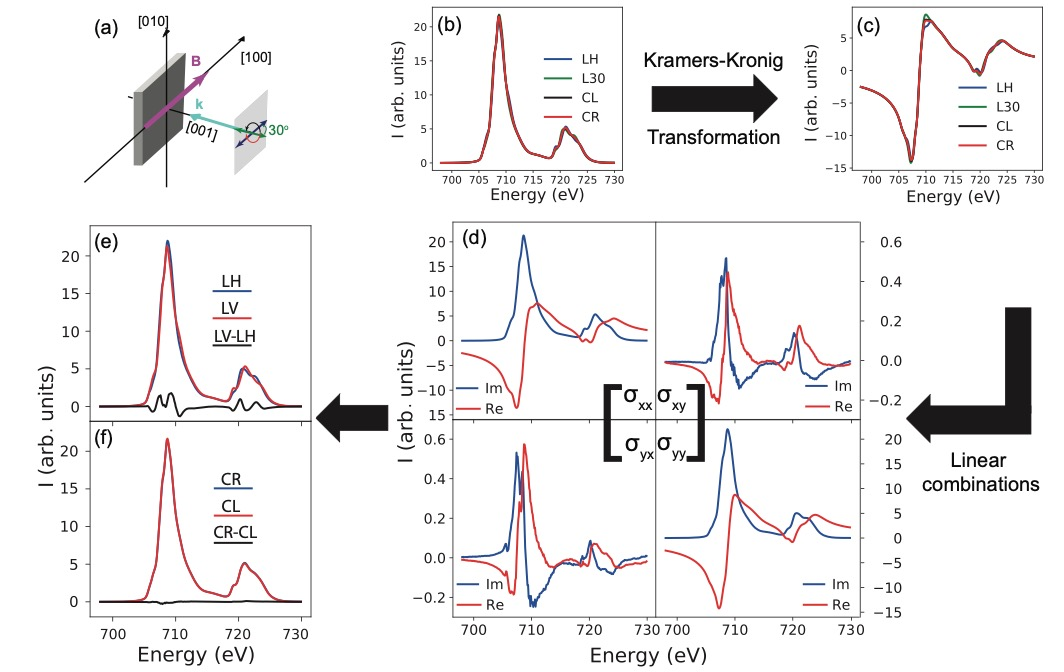 (a)
[010]
B
[100]
k
[001]
30°
(b)
I (arb. units)
20
15
10
5
0
LH
L30
CL
CR
700 705 710 715 720 725 730
Energy (eV)
Kramers-Kronig
Transformation
(c)
I (arb. units)
5
0
−5
−10
−15
LH
L30
CL
CR
700 705 710 715 720 725 730
Energy (eV)
(e)
20
15
10
5
0
LH
LV
LV-LH
(f)
20
15
10
5
0
CR
CL
CR-CL
I (arb. units)
700 710 720 730
Energy (eV)
(d)
I (arb. units)
20
15
10
5
0
−5
−10
15
Im
Re
0.6
0.4
0.2
0.0
−0.2
Im
Re
σxx σxy
σyx σyy
0.6
0.4
0.2
0.0
−0.2
Im
Re
20
15
10
5
0
−5
−10
−15
Im
Re
700 710 720 730 700 710 720 730
Energy (eV)
Linear
combinations